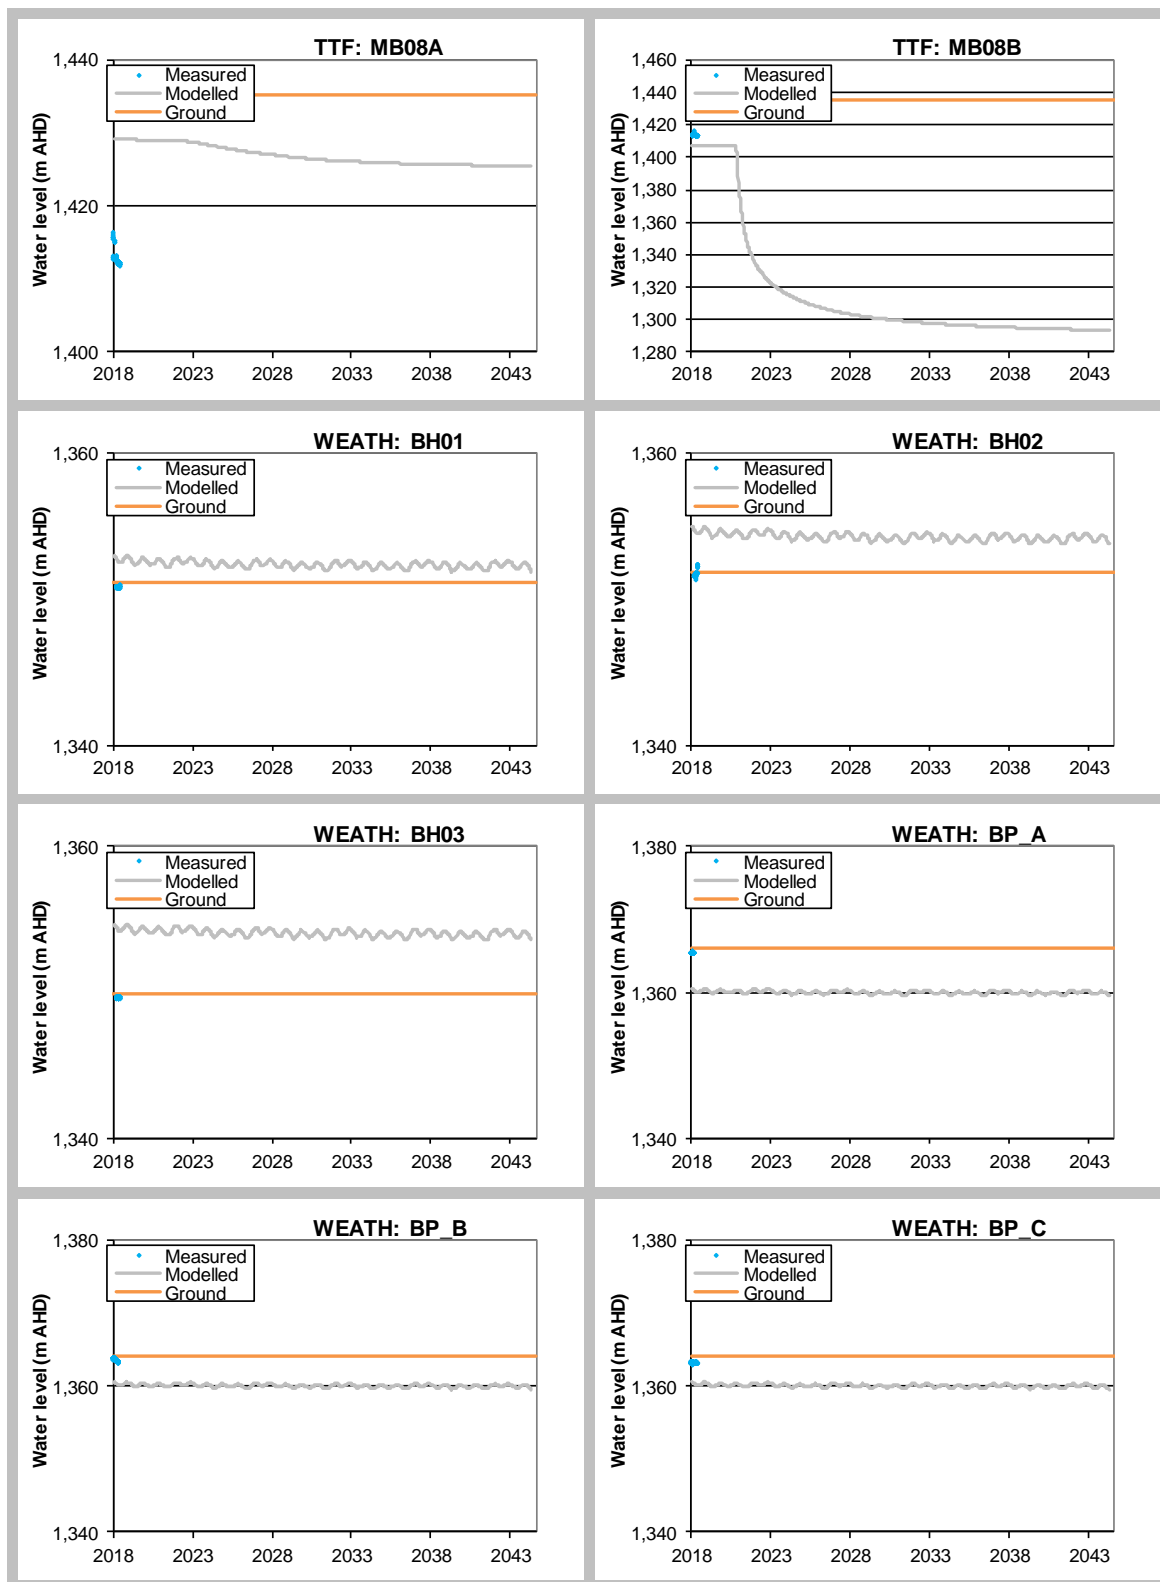 TTF: MB08A
1,440
Measured
Modelled
Ground
1,420
1,400
Water level (m AHD)
2018 2023 2028 2033 2038 2043
TTF: MB08B
1,460
1,440
1,420
1,400
1,380
1,360
1,340
1,320
1,300
1,280
Measured
Modelled
Ground
Water level (m AHD)
2018 2023 2028 2033 2038 2043
WEATH: BH01
1,360
Measured
Modelled
Ground
1,340
Water level (m AHD)
2018 2023 2028 2033 2038 2043
WEATH: BH02
1,360
Measured
Modelled
Ground
1,340
Water level (m AHD)
2018 2023 2028 2033 2038 2043
WEATH: BH03
1,360
Measured
Modelled
Ground
1,340
Water level (m AHD)
2018 2023 2028 2033 2038 2043
WEATH: BP_A
1,380
Measured
Modelled
Ground
1,360
1,340
Water level (m AHD)
2018 2023 2028 2033 2038 2043
WEATH: BP_B
1,380
Measured
Modelled
Ground
1,360
1,340
Water level (m AHD)
2018 2023 2028 2033 2038 2043
WEATH: BP_C
1,380
Measured
Modelled
Ground
1,360
1,340
Water level (m AHD)
2018 2023 2028 2033 2038 2043